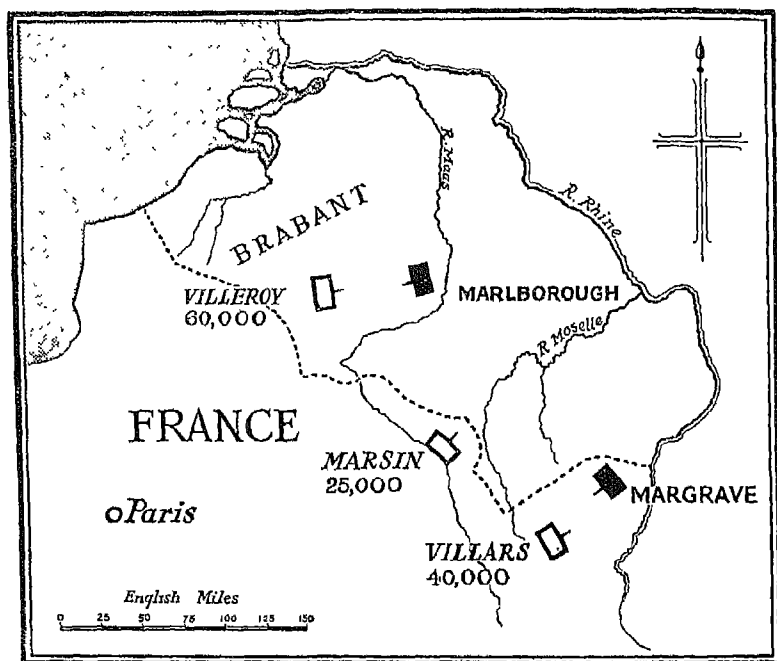 R. Maas
R. Rhine
BRABANT
VILLEROY
60,000
MARLBOROUGH
R. Moselle
FRANCE
MARSIN
25,000
MARGRAVE
Paris
VILLARS
40,000
English Miles
0 25 50 75 100 125 150